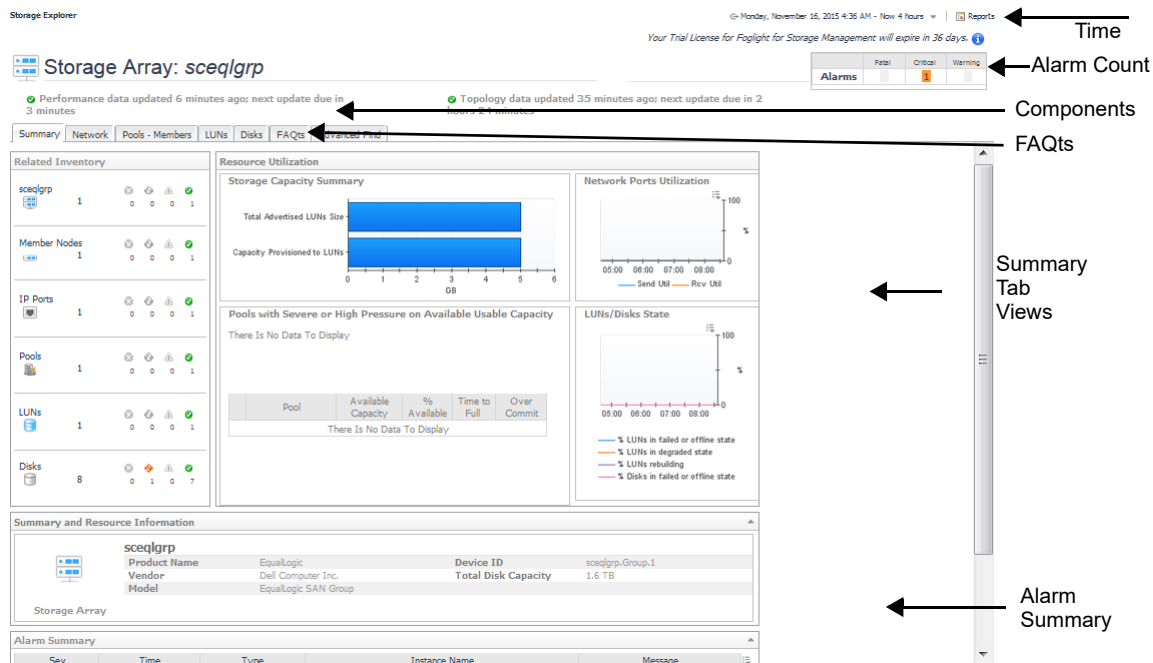 Storage Explorer
Monday, November 16, 2015 4:36 AM - Now 4 hours
Reports
Time
Your Trial License for Foglight for Storage Management will expire in 36 days.
Storage Array: sceqlgrp
Fatal Critical Warning
Alarms 1
Alarm Count
Performance data updated 6 minutes ago; next update due in
3 minutes
Topology data updated 35 minutes ago; next update due in 2
hours 24 minutes
Components
Summary Network Pools - Members LUNs Disks FAQts Advanced Find
FAQts
Related Inventory
sceqlgrp
1
0 0 0 1
Member Nodes
1
0 0 0 1
IP Ports
1
0 0 0 1
Pools
1
0 0 0 1
LUNs
1
0 0 0 1
Disks
8
0 1 0 7
Resource Utilization
Storage Capacity Summary
Total Advertised LUNs Size
Capacity Provisioned to LUNs
0 1 2 3 4 5 6
GB
Network Ports Utilization
100
%
0
05:00 06:00 07:00 08:00
Send Util Rcv Util
Pools with Severe or High Pressure on Available Usable Capacity
There Is No Data To Display
Pool
Available Capacity
% Available
Time to Full
Over Commit
There Is No Data To Display
LUNs/Disks State
100
%
0
05:00 06:00 07:00 08:00
% LUNs in failed or offline state
% LUNs in degraded state
% LUNs rebuilding
% Disks in failed or offline state
Summary
Tab
Views
Summary and Resource Information
sceqlgrp
Product Name EqualLogic Device ID sceqlgrp.Group.1
Vendor Dell Computer Inc. Total Disk Capacity 1.6 TB
Model EqualLogic SAN Group
Storage Array
Alarm
Summary
Alarm Summary
Sev Time Type Instance Name Message